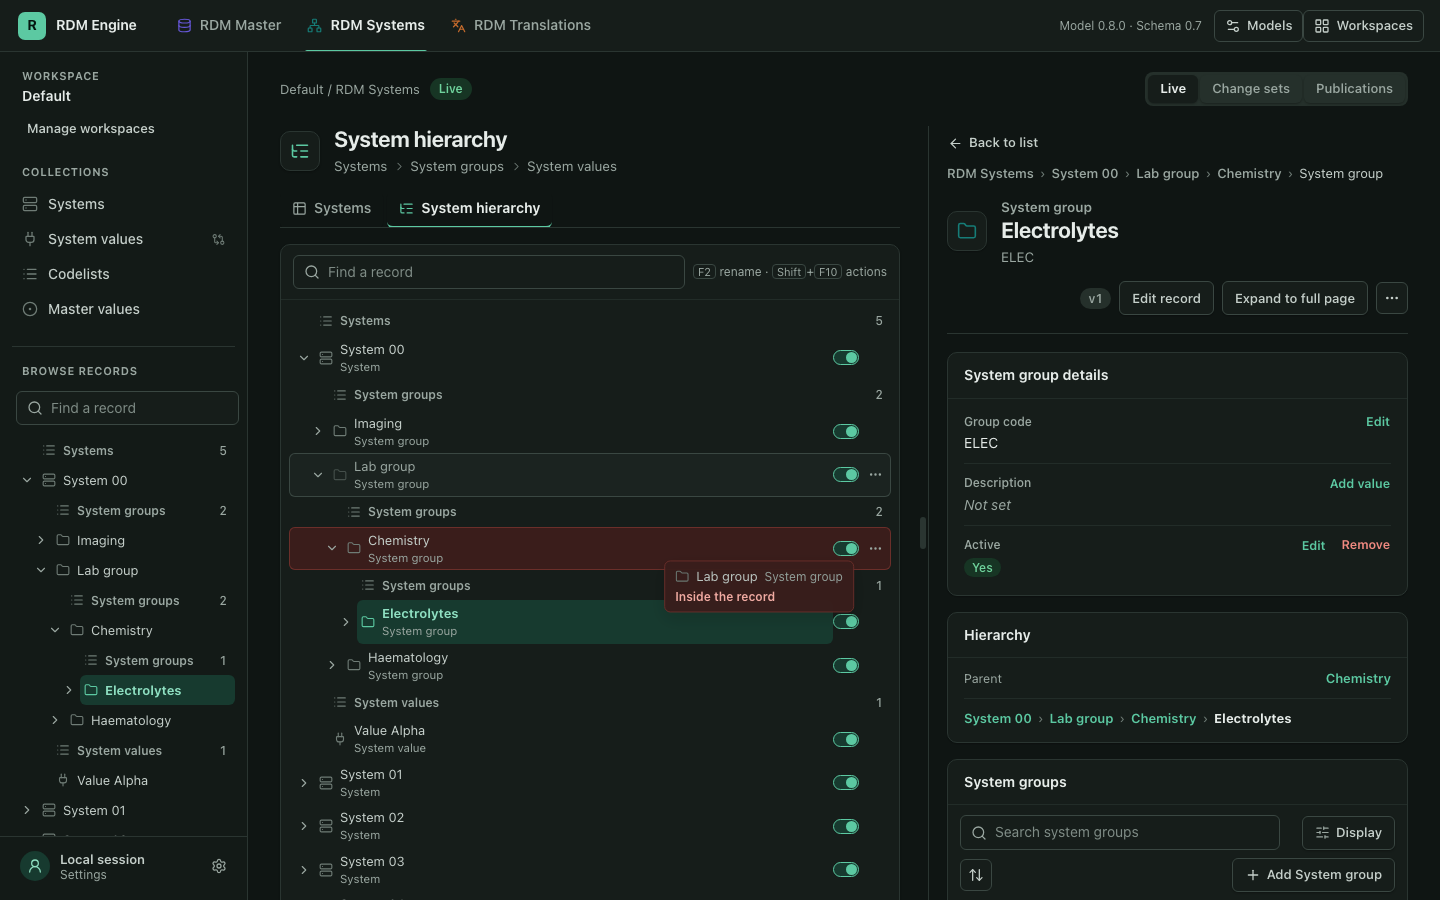 R RDM Engine RDM Master RDM Systems RDM Translations Model 0.8.0 · Schema 0.7 Models Workspaces
WORKSPACE
Default
Manage workspaces
COLLECTIONS
Systems
System values
Codelists
Master values
BROWSE RECORDS
Find a record
Systems 5
System 00
System groups 2
Imaging
Lab group
System groups 2
Chemistry
System groups 1
Electrolytes
Haematology
System values 1
Value Alpha
System 01
Local session
Settings
Default / RDM Systems Live
Live Change sets Publications
System hierarchy
Systems › System groups › System values
Systems System hierarchy
Find a record F2 rename · Shift+F10 actions
Systems 5
System 00
System
System groups 2
Imaging
System group
Lab group
System group
System groups 2
Chemistry
System group
System groups 1
Lab group System group
Inside the record
Electrolytes
System group
Haematology
System group
System values 1
Value Alpha
System value
System 01
System
System 02
System
System 03
System
Back to list
RDM Systems › System 00 › Lab group › Chemistry › System group
System group
Electrolytes
ELEC
v1 Edit record Expand to full page
System group details
Group code Edit
ELEC
Description Add value
Not set
Active Edit Remove
Yes
Hierarchy
Parent Chemistry
System 00 › Lab group › Chemistry › Electrolytes
System groups
Search system groups Display
Add System group